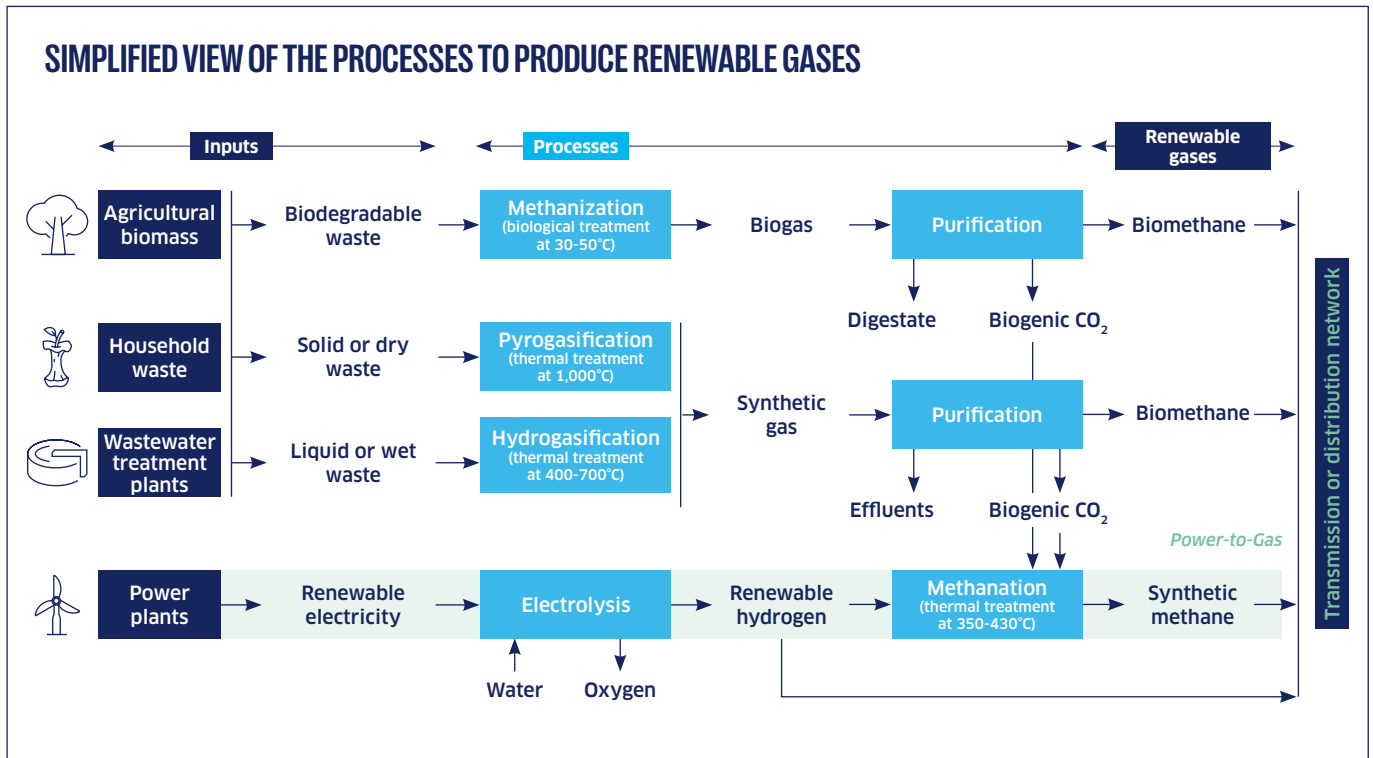 SIMPLIFIED VIEW OF THE PROCESSES TO PRODUCE RENEWABLE GASES
Inputs
Processes
Renewable
gases
Agricultural
biomass
Biodegradable
waste
Methanization
(biological treatment
at 30-50°C)
Biogas
Purification
Biomethane
Digestate
Biogenic CO₂
Household
waste
Solid or dry
waste
Pyrogasification
(thermal treatment
at 1,000°C)
Synthetic
gas
Purification
Biomethane
Wastewater
treatment
plants
Liquid or wet
waste
Hydrogasification
(thermal treatment
at 400-700°C)
Effluents
Biogenic CO₂
Power-to-Gas
Power
plants
Renewable
electricity
Electrolysis
Renewable
hydrogen
Methanation
(thermal treatment
at 350-430°C)
Synthetic
methane
Water
Oxygen
Transmission or distribution network